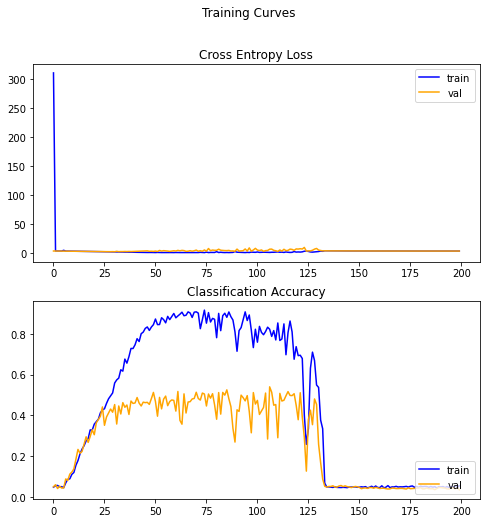 Training Curves
Cross Entropy Loss
300
250
200
150
100
50
0
train
val
0 25 50 75 100 125 150 175 200
Classification Accuracy
0.8
0.6
0.4
0.2
0.0
train
val
0 25 50 75 100 125 150 175 200